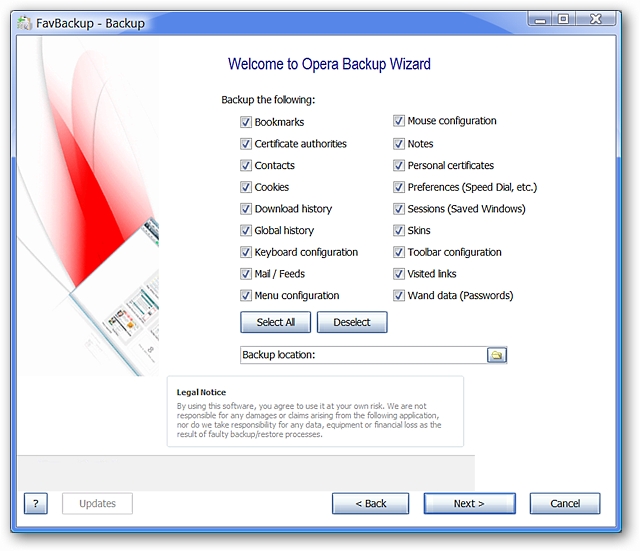 FavBackup - Backup
Welcome to Opera Backup Wizard
Backup the following:
Bookmarks
Certificate authorities
Contacts
Cookies
Download history
Global history
Keyboard configuration
Mail / Feeds
Menu configuration
Mouse configuration
Notes
Personal certificates
Preferences (Speed Dial, etc.)
Sessions (Saved Windows)
Skins
Toolbar configuration
Visited links
Wand data (Passwords)
Select All
Deselect
Backup location:
Legal Notice
By using this software, you agree to use it at your own risk. We are not
responsible for any damages or claims arising from the following application,
nor do we take responsibility for any data, equipment or financial loss as the
result of faulty backup/restore processes.
?
Updates
< Back
Next >
Cancel